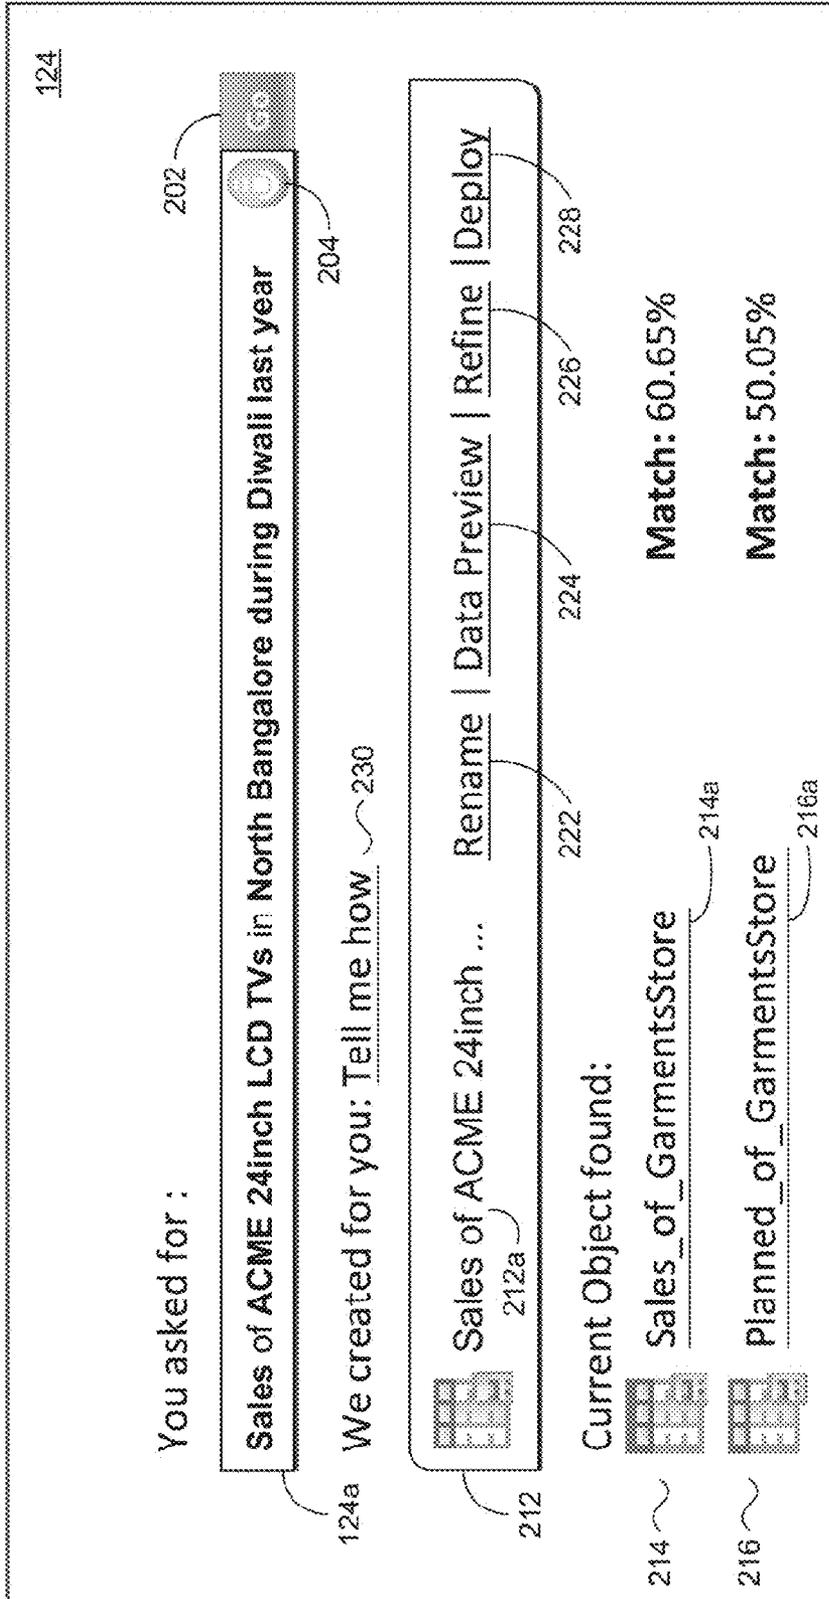 124
You asked for :
202
Sales of ACME 24inch LCD TVs in North Bangalore during Diwali last year
Go
124a
204
We created for you: Tell me how 230
Sales of ACME 24inch ... Rename | Data Preview | Refine | Deploy
212
212a
222
224
226
228
Current Object found:
214
Sales_of_GarmentsStore
214a
Match: 60.65%
216
Planned_of_GarmentsStore
216a
Match: 50.05%